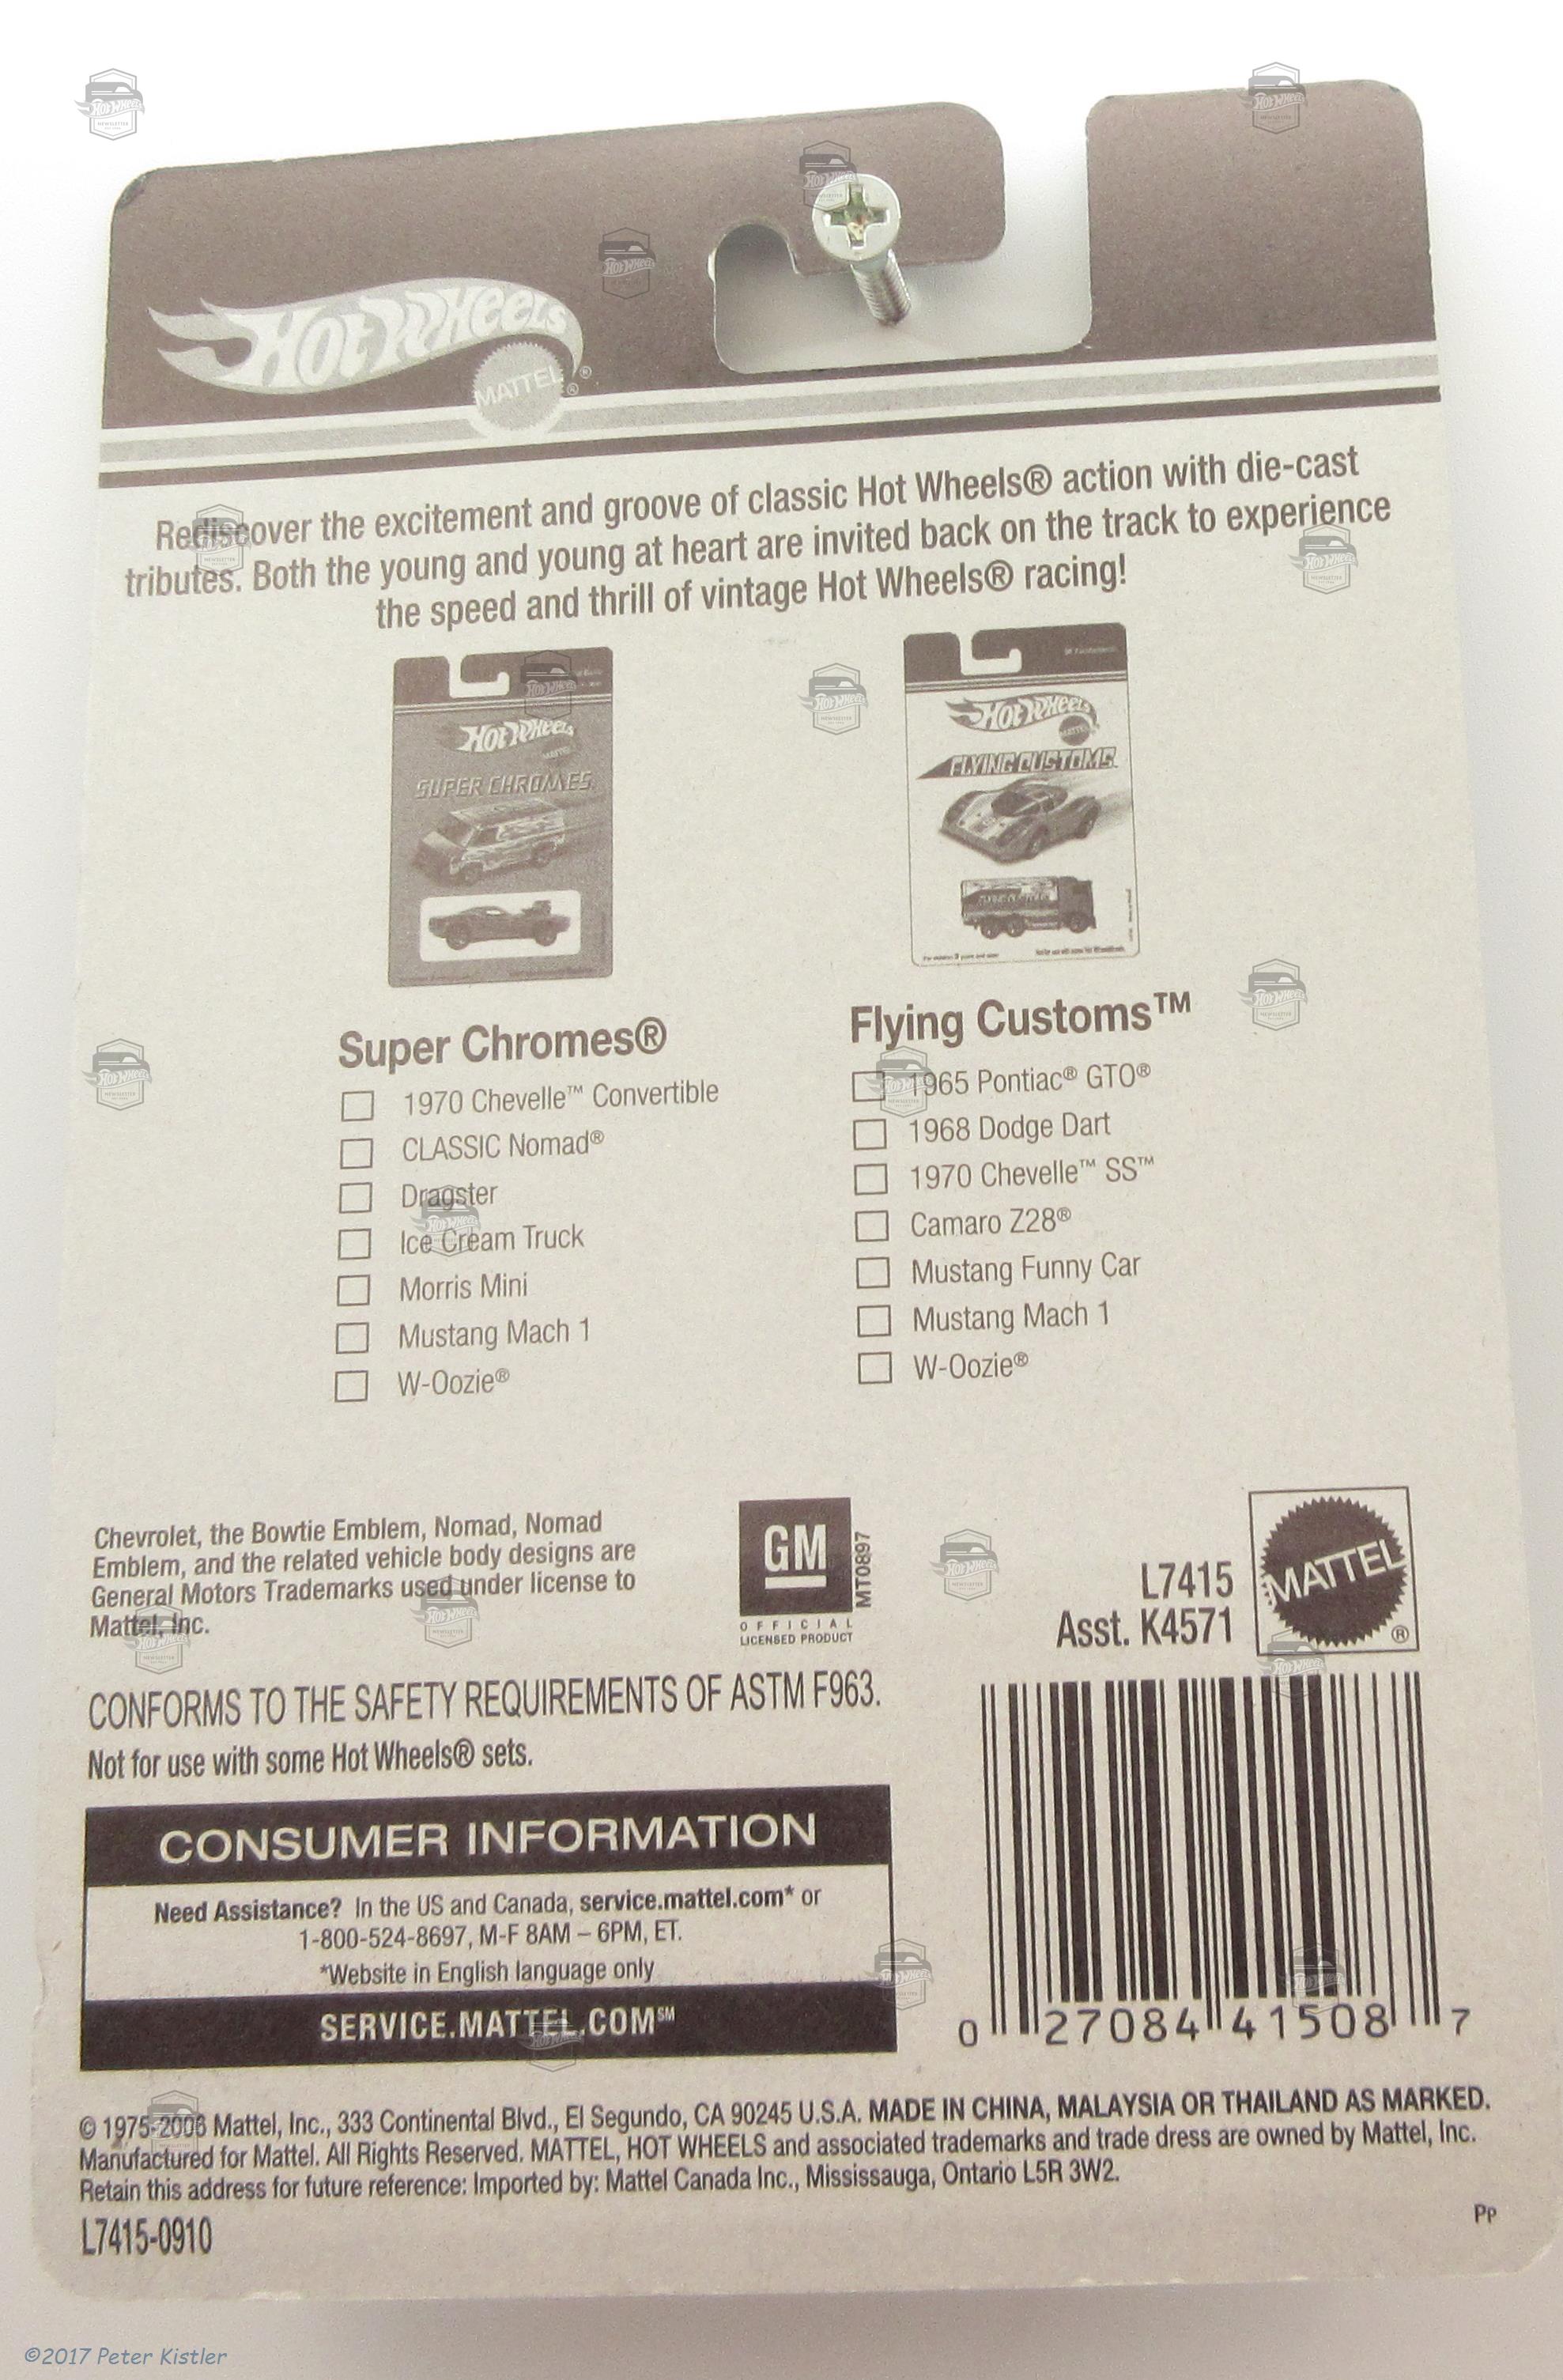 HOT WHEELS
MATTEL®
®
Rediscover the excitement and groove of classic Hot Wheels® action with die-cast
tributes. Both the young and young at heart are invited back on the track to experience
the speed and thrill of vintage Hot Wheels® racing!
HOT WHEELS
MATTEL
SUPER CHROMES
HOT WHEELS
MATTEL
FLYING CUSTOMS
Super Chromes®
1970 Chevelle™ Convertible
CLASSIC Nomad®
Dragster
Ice Cream Truck
Morris Mini
Mustang Mach 1
W-Oozie®
Flying Customs™
1965 Pontiac® GTO®
1968 Dodge Dart
1970 Chevelle™ SS™
Camaro Z28®
Mustang Funny Car
Mustang Mach 1
W-Oozie®
Chevrolet, the Bowtie Emblem, Nomad, Nomad
Emblem, and the related vehicle body designs are
General Motors Trademarks used under license to
Mattel, Inc.
GM
MT0897
OFFICIAL
LICENSED PRODUCT
L7415
Asst. K4571
MATTEL
®
CONFORMS TO THE SAFETY REQUIREMENTS OF ASTM F963.
Not for use with some Hot Wheels® sets.
CONSUMER INFORMATION
Need Assistance? In the US and Canada, service.mattel.com* or
1-800-524-8697, M-F 8AM – 6PM, ET.
*Website in English language only
SERVICE.MATTEL.COM℠
0 27084 41508 7
© 1975-2006 Mattel, Inc., 333 Continental Blvd., El Segundo, CA 90245 U.S.A. MADE IN CHINA, MALAYSIA OR THAILAND AS MARKED.
Manufactured for Mattel. All Rights Reserved. MATTEL, HOT WHEELS and associated trademarks and trade dress are owned by Mattel, Inc.
Retain this address for future reference: Imported by: Mattel Canada Inc., Mississauga, Ontario L5R 3W2.
L7415-0910
PP
©2017 Peter Kistler